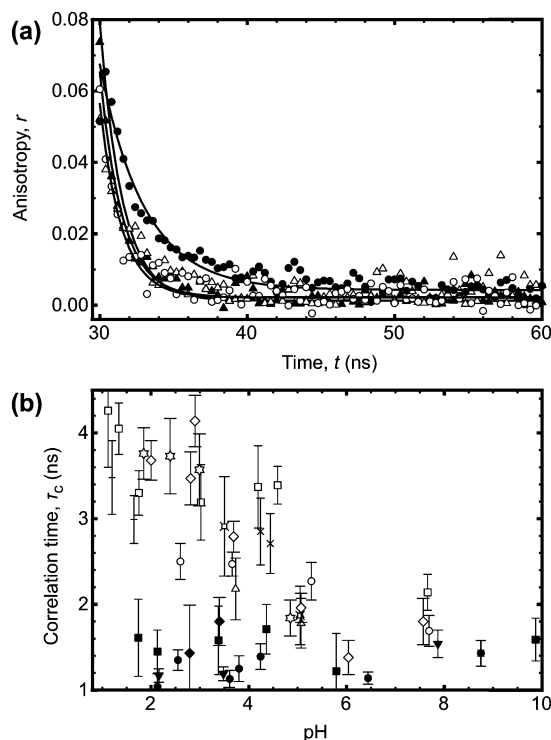 (a)
0.08
0.06
0.04
0.02
0.00
Anisotropy, r
30 40 50 60
Time, t (ns)
(b)
4
3
2
1
Correlation time, τc (ns)
2 4 6 8 10
pH